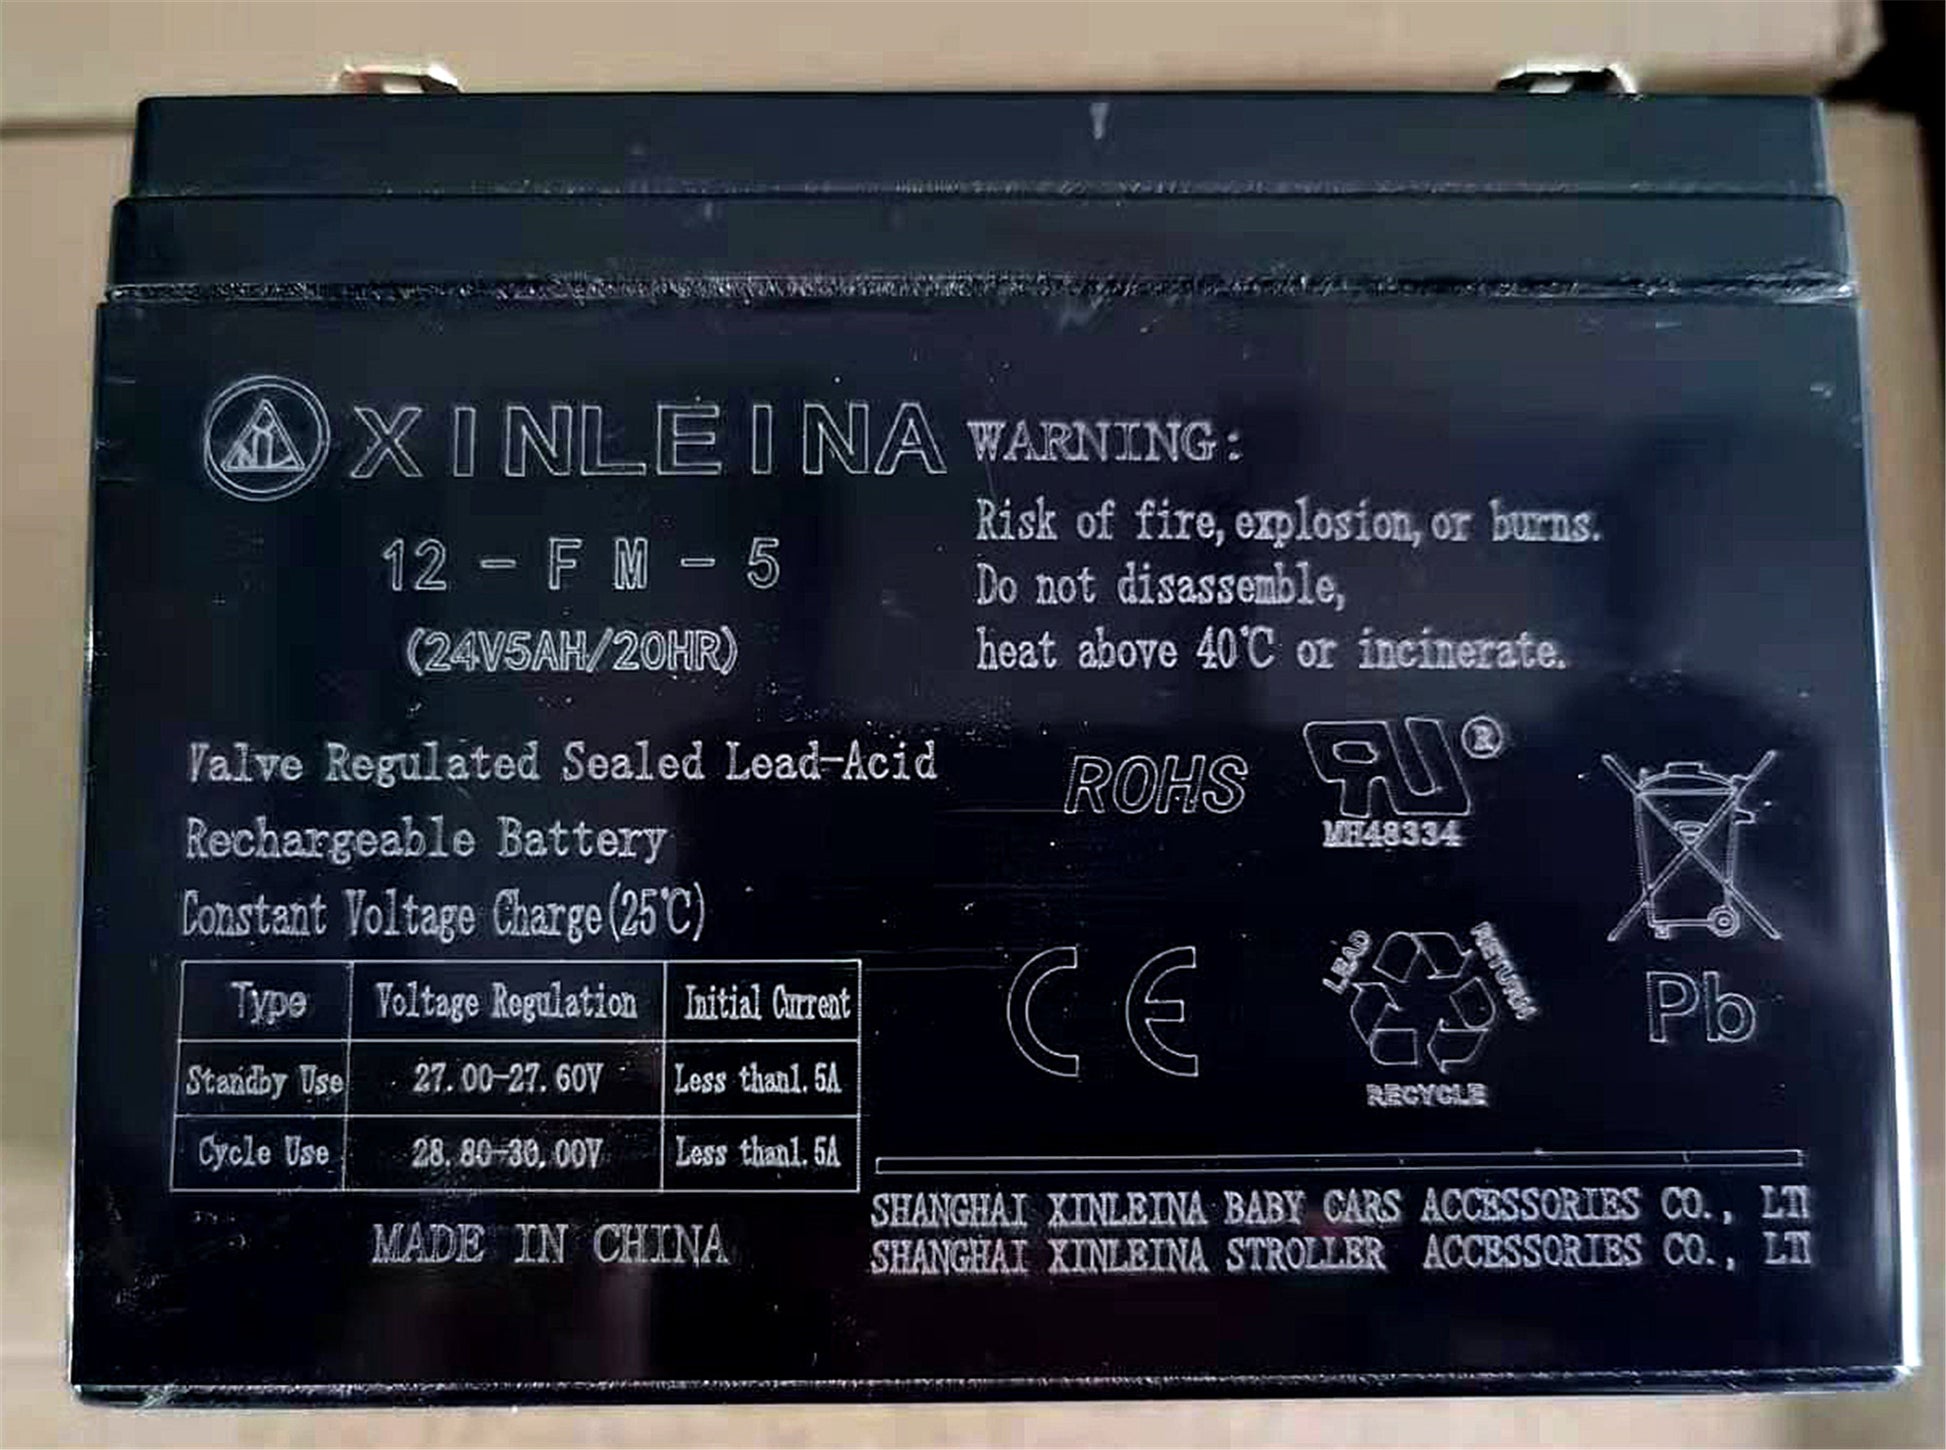 XINLEINA
12-FM-5
(24V5AH/20HR)
WARNING:
Risk of fire, explosion, or burns.
Do not disassemble,
heat above 40℃ or incinerate.
Valve Regulated Sealed Lead-Acid
Rechargeable Battery
Constant Voltage Charge(25℃)
Type Voltage Regulation Initial Current
Standby Use 27.00-27.60V Less than1.5A
Cycle Use 28.80-30.00V Less than1.5A
MADE IN CHINA
ROHS
®
MH48334
CE
LEAD
RETURN
RECYCLE
Pb
SHANGHAI XINLEINA BABY CARS ACCESSORIES CO.,
SHANGHAI XINLEINA STROLLER ACCESSORIES CO.,